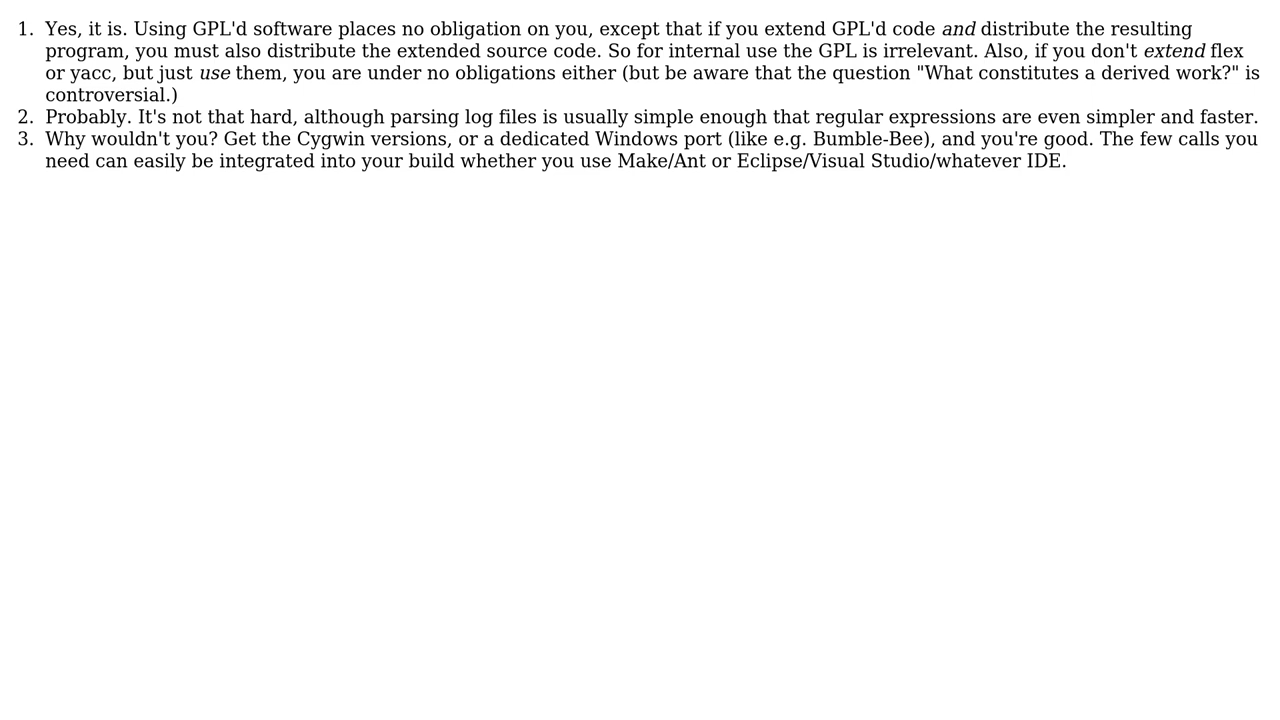 1. Yes, it is. Using GPL'd software places no obligation on you, except that if you extend GPL'd code and distribute the resulting
program, you must also distribute the extended source code. So for internal use the GPL is irrelevant. Also, if you don't extend flex
or yacc, but just use them, you are under no obligations either (but be aware that the question "What constitutes a derived work?" is
controversial.)
2. Probably. It's not that hard, although parsing log files is usually simple enough that regular expressions are even simpler and faster.
3. Why wouldn't you? Get the Cygwin versions, or a dedicated Windows port (like e.g. Bumble-Bee), and you're good. The few calls you
need can easily be integrated into your build whether you use Make/Ant or Eclipse/Visual Studio/whatever IDE.